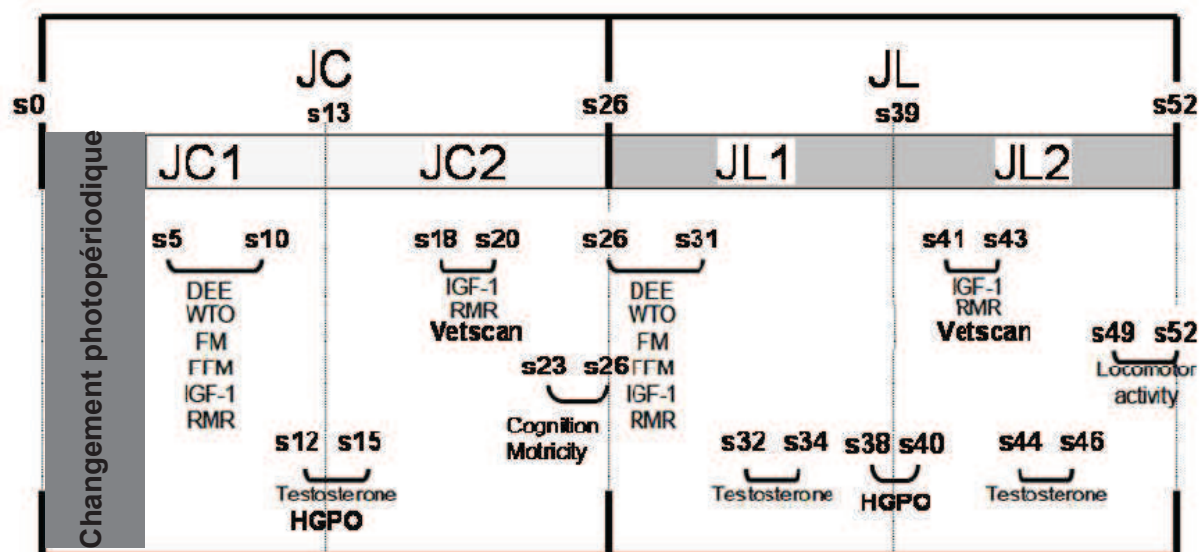 JC JL
s0 s13 s26 s39 s52
Changement photopériodique
JC1 JC2 JL1 JL2
s5 s10
DEE
WTO
FM
FFM
IGF-1
RMR
s12 s15
Testosterone
HGPO
s18 s20
IGF-1
RMR
Vetscan
s23 s26
Cognition
Motricity
s26 s31
DEE
WTO
FM
FFM
IGF-1
RMR
s32 s34
Testosterone
s38 s40
HGPO
s41 s43
IGF-1
RMR
Vetscan
s44 s46
Testosterone
s49 s52
Locomotor
activity